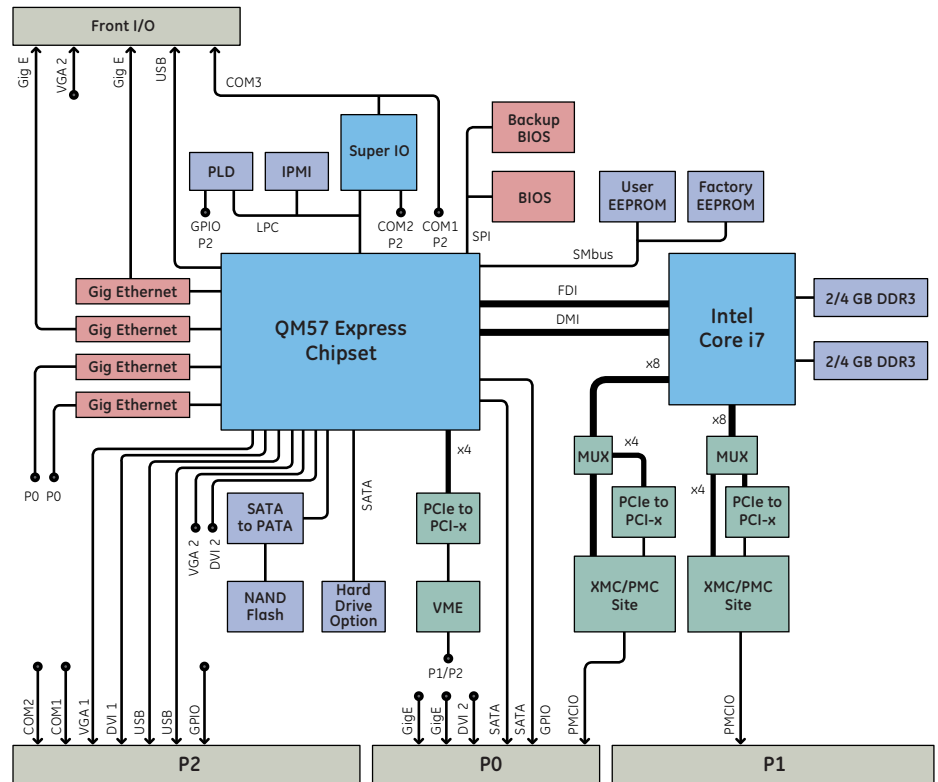 Front I/O
Gig E
VGA 2
Gig E
USB
COM3
Backup
BIOS
Super IO
PLD
IPMI
BIOS
User
EEPROM
Factory
EEPROM
GPIO
P2
LPC
COM2
P2
COM1
P2
SPI
SMbus
Gig Ethernet
Gig Ethernet
Gig Ethernet
Gig Ethernet
QM57 Express
Chipset
FDI
DMI
Intel
Core i7
2/4 GB DDR3
2/4 GB DDR3
x8
x8
P0
P0
VGA 2
DVI 2
SATA
to PATA
SATA
x4
PCIe to
PCI-x
MUX
x4
MUX
x4
PCIe to
PCI-x
PCIe to
PCI-x
NAND
Flash
Hard
Drive
Option
VME
XMC/PMC
Site
XMC/PMC
Site
P1/P2
COM2
COM1
VGA 1
DVI 1
USB
USB
GPIO
GigE
GigE
DVI 2
SATA
SATA
GPIO
PMCIO
PMCIO
P2
P0
P1